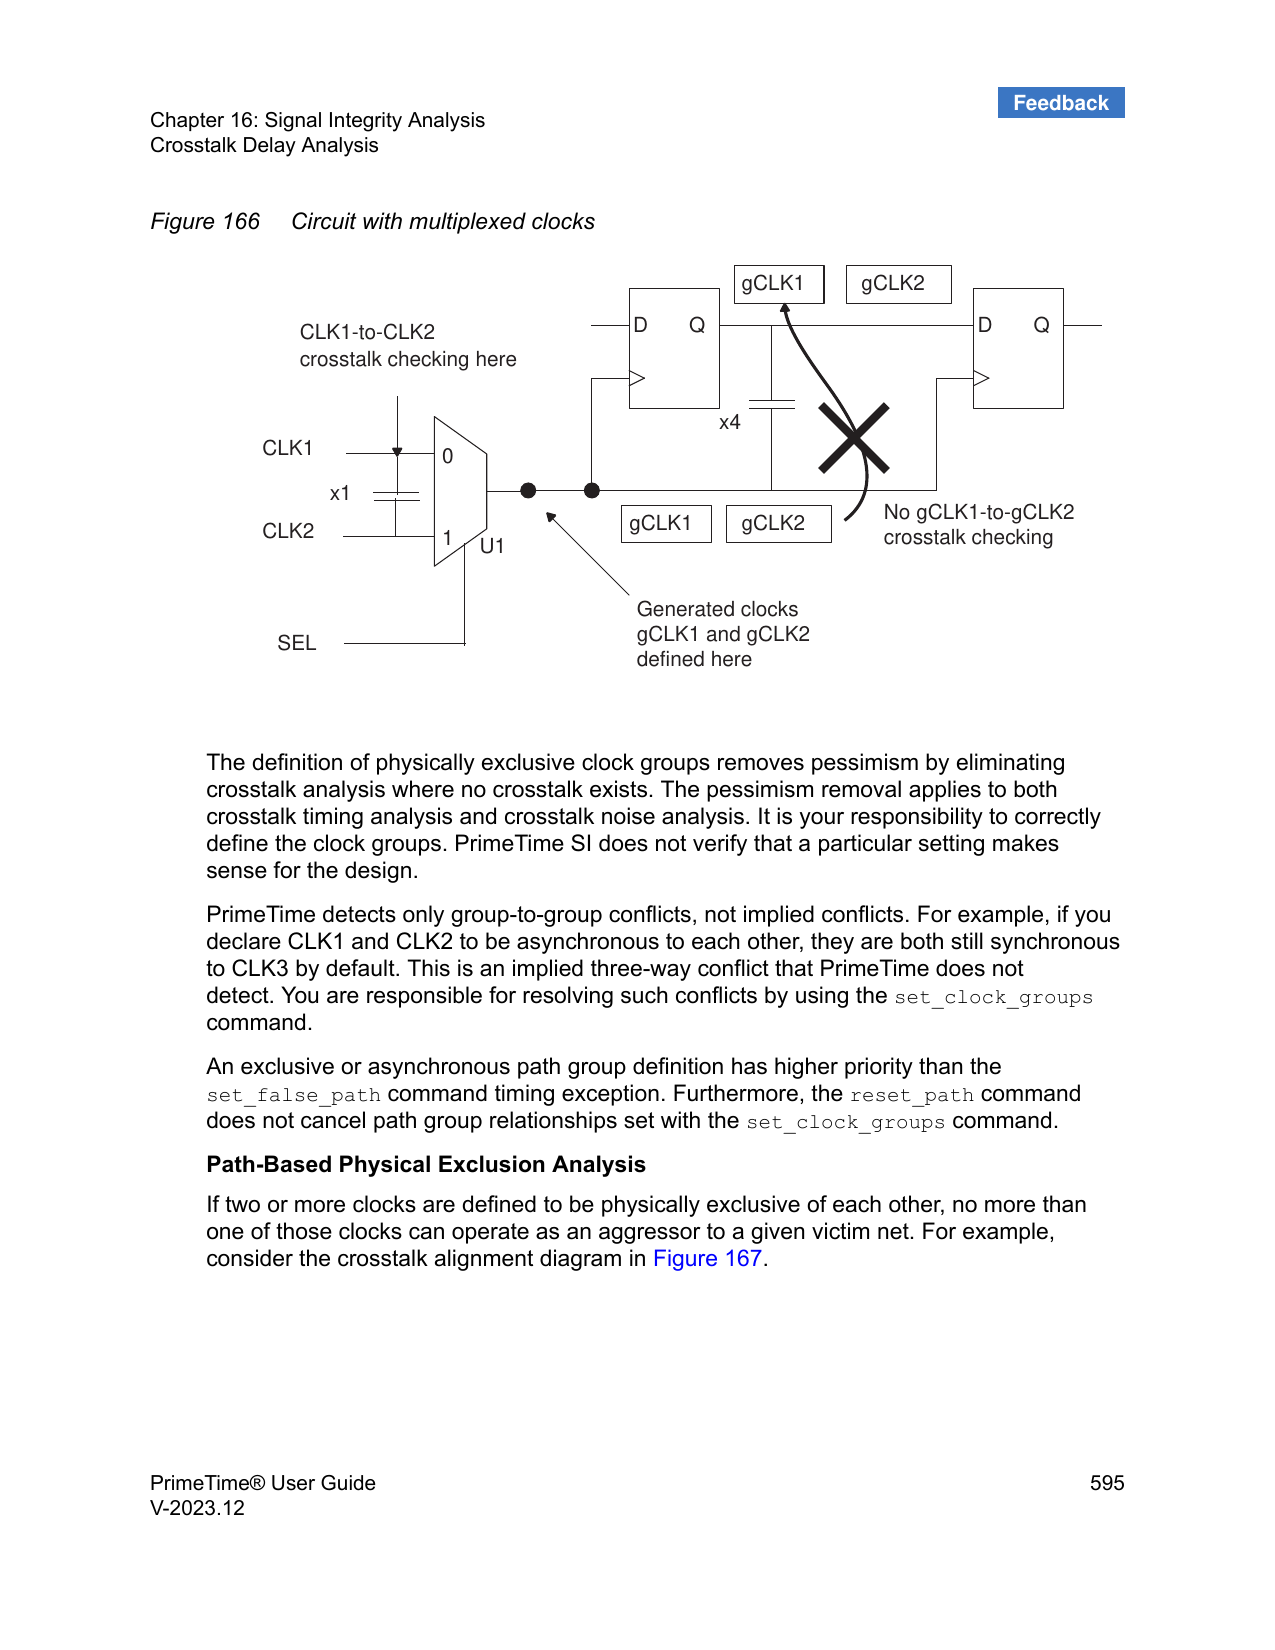 Feedback
Chapter 16: Signal Integrity Analysis
Crosstalk Delay Analysis
Figure 166 Circuit with multiplexed clocks
gCLK1 gCLK2
D Q
D Q
CLK1-to-CLK2
crosstalk checking here
x4
CLK1
0
x1
CLK2
1
U1
gCLK1 gCLK2
No gCLK1-to-gCLK2
crosstalk checking
SEL
Generated clocks
gCLK1 and gCLK2
defined here
The definition of physically exclusive clock groups removes pessimism by eliminating
crosstalk analysis where no crosstalk exists. The pessimism removal applies to both
crosstalk timing analysis and crosstalk noise analysis. It is your responsibility to correctly
define the clock groups. PrimeTime SI does not verify that a particular setting makes
sense for the design.
PrimeTime detects only group-to-group conflicts, not implied conflicts. For example, if you
declare CLK1 and CLK2 to be asynchronous to each other, they are both still synchronous
to CLK3 by default. This is an implied three-way conflict that PrimeTime does not
detect. You are responsible for resolving such conflicts by using the set_clock_groups
command.
An exclusive or asynchronous path group definition has higher priority than the
set_false_path command timing exception. Furthermore, the reset_path command
does not cancel path group relationships set with the set_clock_groups command.
Path-Based Physical Exclusion Analysis
If two or more clocks are defined to be physically exclusive of each other, no more than
one of those clocks can operate as an aggressor to a given victim net. For example,
consider the crosstalk alignment diagram in Figure 167.
PrimeTime® User Guide 595
V-2023.12